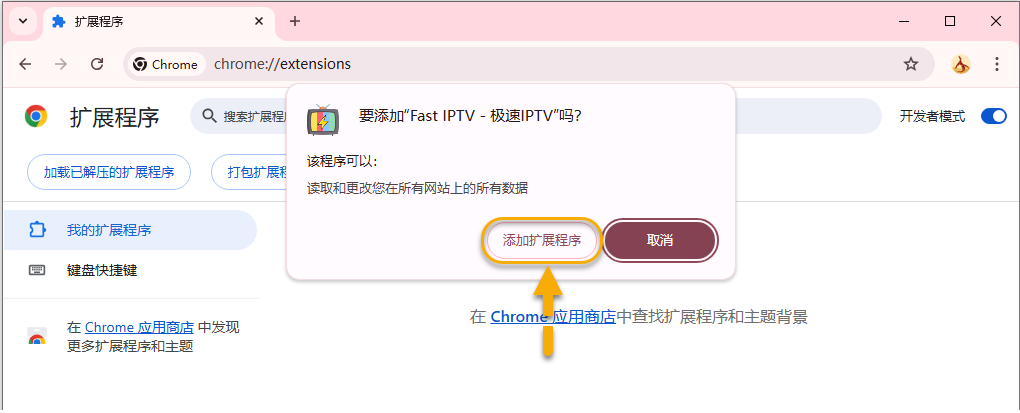 扩展程序
Chrome
chrome://extensions
扩展程序
搜索扩展程
开发者模式
要添加“Fast IPTV - 极速IPTV”吗?
该程序可以:
读取和更改您在所有网站上的所有数据
添加扩展程序
取消
加载已解压的扩展程序
打包扩展程
我的扩展程序
键盘快捷键
在 Chrome 应用商店 中发现
更多扩展程序和主题
在 Chrome 应用商店中查找扩展程序和主题背景